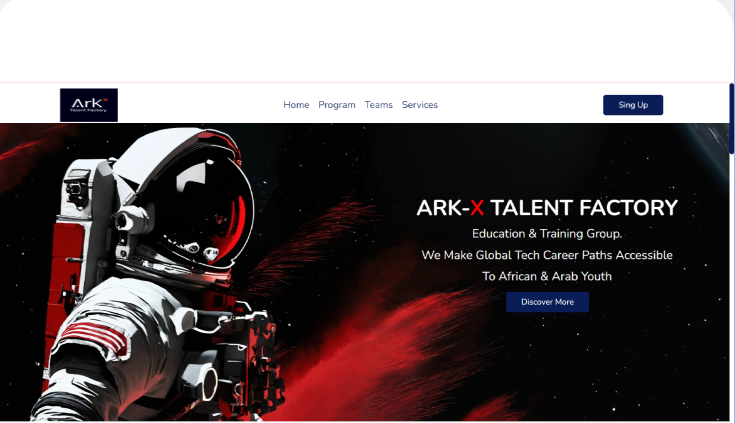 Ark x
Talent Factory
Home Program Teams Services
Sing Up
ARK-X TALENT FACTORY
Education & Training Group.
We Make Global Tech Career Paths Accessible
To African & Arab Youth
Discover More